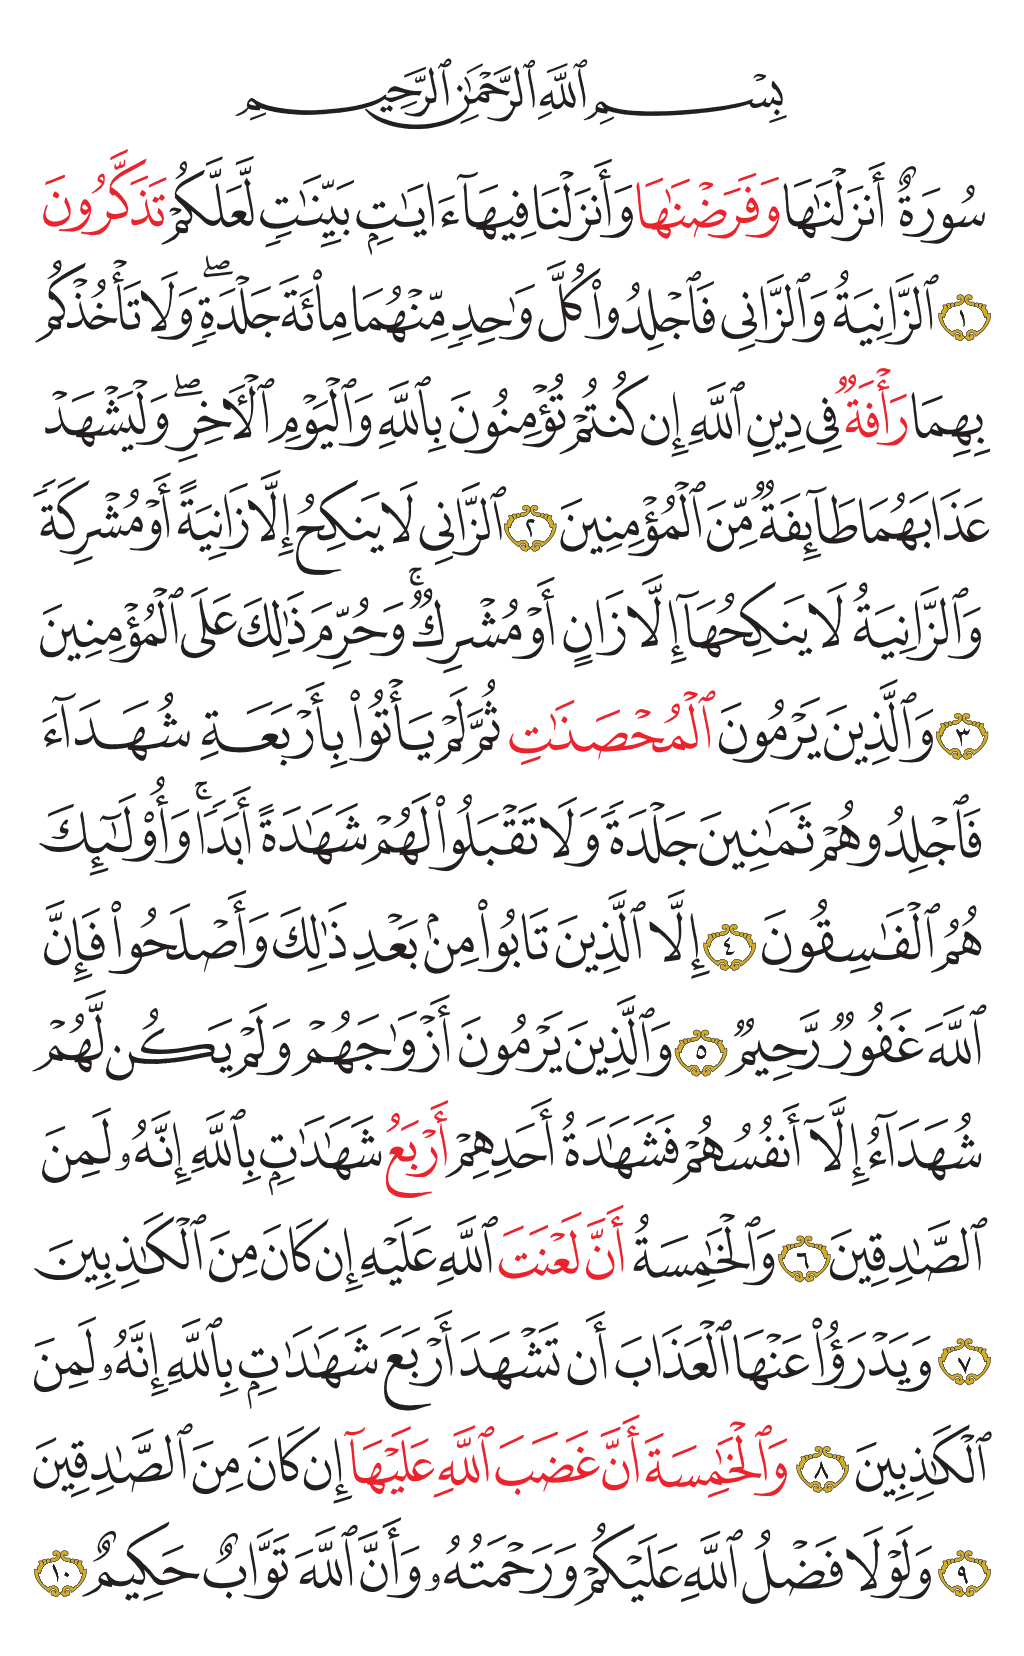 بِسْمِ ٱللَّهِ ٱلرَّحْمَٰنِ ٱلرَّحِيمِ
سُورَةٌ أَنزَلْنَٰهَا وَفَرَضْنَٰهَا وَأَنزَلْنَا فِيهَآ ءَايَٰتٍۭ بَيِّنَٰتٍ لَّعَلَّكُمْ تَذَكَّرُونَ
١ ٱلزَّانِيَةُ وَٱلزَّانِى فَٱجْلِدُوا۟ كُلَّ وَٰحِدٍ مِّنْهُمَا مِا۟ئَةَ جَلْدَةٍ ۖ وَلَا تَأْخُذْكُم
بِهِمَا رَأْفَةٌ فِى دِينِ ٱللَّهِ إِن كُنتُمْ تُؤْمِنُونَ بِٱللَّهِ وَٱلْيَوْمِ ٱلْأَخِرِ ۖ وَلْيَشْهَدْ
عَذَابَهُمَا طَآئِفَةٌ مِّنَ ٱلْمُؤْمِنِينَ ٢ ٱلزَّانِى لَا يَنكِحُ إِلَّا زَانِيَةً أَوْ مُشْرِكَةً
وَٱلزَّانِيَةُ لَا يَنكِحُهَآ إِلَّا زَانٍ أَوْ مُشْرِكٌ ۚ وَحُرِّمَ ذَٰلِكَ عَلَى ٱلْمُؤْمِنِينَ
٣ وَٱلَّذِينَ يَرْمُونَ ٱلْمُحْصَنَٰتِ ثُمَّ لَمْ يَأْتُوا۟ بِأَرْبَعَةِ شُهَدَآءَ
فَٱجْلِدُوهُمْ ثَمَٰنِينَ جَلْدَةً وَلَا تَقْبَلُوا۟ لَهُمْ شَهَٰدَةً أَبَدًا ۚ وَأُو۟لَٰٓئِكَ
هُمُ ٱلْفَٰسِقُونَ ٤ إِلَّا ٱلَّذِينَ تَابُوا۟ مِنۢ بَعْدِ ذَٰلِكَ وَأَصْلَحُوا۟ فَإِنَّ
ٱللَّهَ غَفُورٌ رَّحِيمٌ ٥ وَٱلَّذِينَ يَرْمُونَ أَزْوَٰجَهُمْ وَلَمْ يَكُن لَّهُمْ
شُهَدَآءُ إِلَّآ أَنفُسُهُمْ فَشَهَٰدَةُ أَحَدِهِمْ أَرْبَعُ شَهَٰدَٰتٍۭ بِٱللَّهِ إِنَّهُۥ لَمِنَ
ٱلصَّٰدِقِينَ ٦ وَٱلْخَٰمِسَةُ أَنَّ لَعْنَتَ ٱللَّهِ عَلَيْهِ إِن كَانَ مِنَ ٱلْكَٰذِبِينَ
٧ وَيَدْرَؤُا۟ عَنْهَا ٱلْعَذَابَ أَن تَشْهَدَ أَرْبَعَ شَهَٰدَٰتٍۭ بِٱللَّهِ إِنَّهُۥ لَمِنَ
ٱلْكَٰذِبِينَ ٨ وَٱلْخَٰمِسَةَ أَنَّ غَضَبَ ٱللَّهِ عَلَيْهَآ إِن كَانَ مِنَ ٱلصَّٰدِقِينَ
٩ وَلَوْلَا فَضْلُ ٱللَّهِ عَلَيْكُمْ وَرَحْمَتُهُۥ وَأَنَّ ٱللَّهَ تَوَّابٌ حَكِيمٌ ١٠